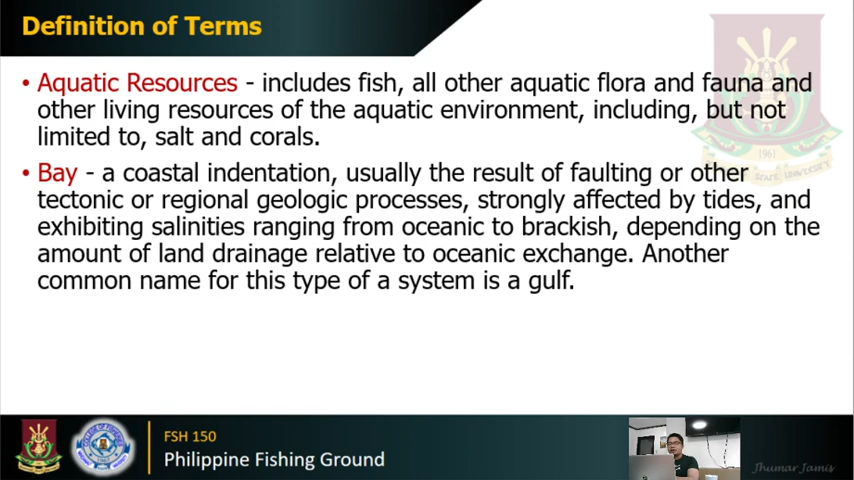 Definition of Terms
• Aquatic Resources - includes fish, all other aquatic flora and fauna and
other living resources of the aquatic environment, including, but not
limited to, salt and corals.
• Bay - a coastal indentation, usually the result of faulting or other
tectonic or regional geologic processes, strongly affected by tides, and
exhibiting salinities ranging from oceanic to brackish, depending on the
amount of land drainage relative to oceanic exchange. Another
common name for this type of a system is a gulf.
1961
STATE UNIVERSITY
FSH 150
Philippine Fishing Ground
Jhumar Jamis